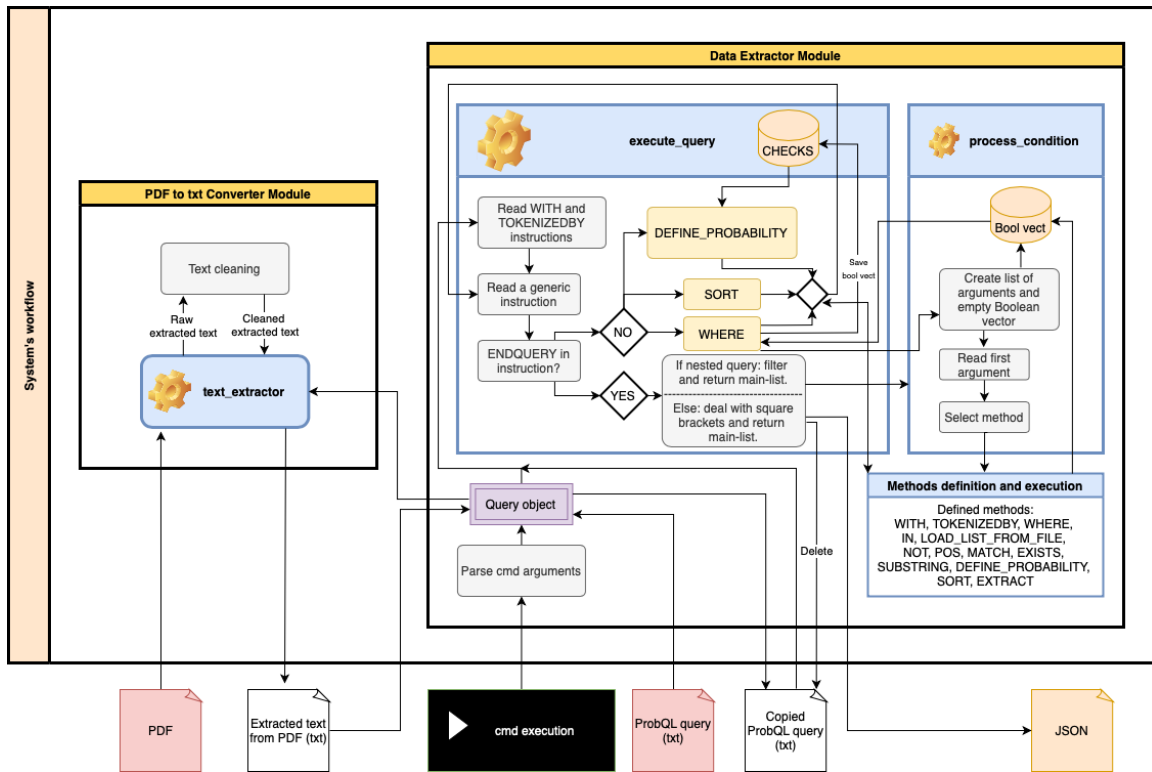 System's workflow
Data Extractor Module
execute_query
CHECKS
process_condition
PDF to txt Converter Module
Text cleaning
Raw
extracted text
Cleaned
extracted text
text_extractor
Read WITH and
TOKENIZEDBY
instructions
DEFINE_PROBABILITY
Save
bool vect
Bool vect
Read a generic
instruction
SORT
Create list of
arguments and
empty Boolean
vector
NO
WHERE
ENDQUERY in
instruction?
YES
If nested query: filter
and return main-list.
Else: deal with square
brackets and return
main-list.
Read first
argument
Select method
Methods definition and execution
Defined methods:
WITH, TOKENIZEDBY, WHERE,
IN, LOAD_LIST_FROM_FILE,
NOT, POS, MATCH, EXISTS,
SUBSTRING, DEFINE_PROBABILITY,
SORT, EXTRACT
Query object
Delete
Parse cmd arguments
PDF
Extracted text
from PDF (txt)
cmd execution
ProbQL query
(txt)
Copied
ProbQL query
(txt)
JSON